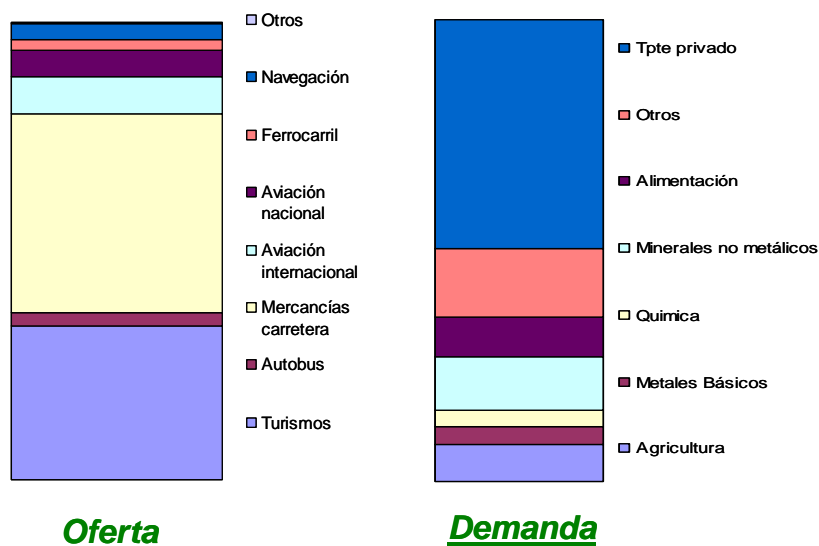 Otros
Navegación
Ferrocarril
Aviación
nacional
Aviación
internacional
Mercancías
carretera
Autobus
Turismos
Oferta
Tpte privado
Otros
Alimentación
Minerales no metálicos
Quimica
Metales Básicos
Agricultura
Demanda